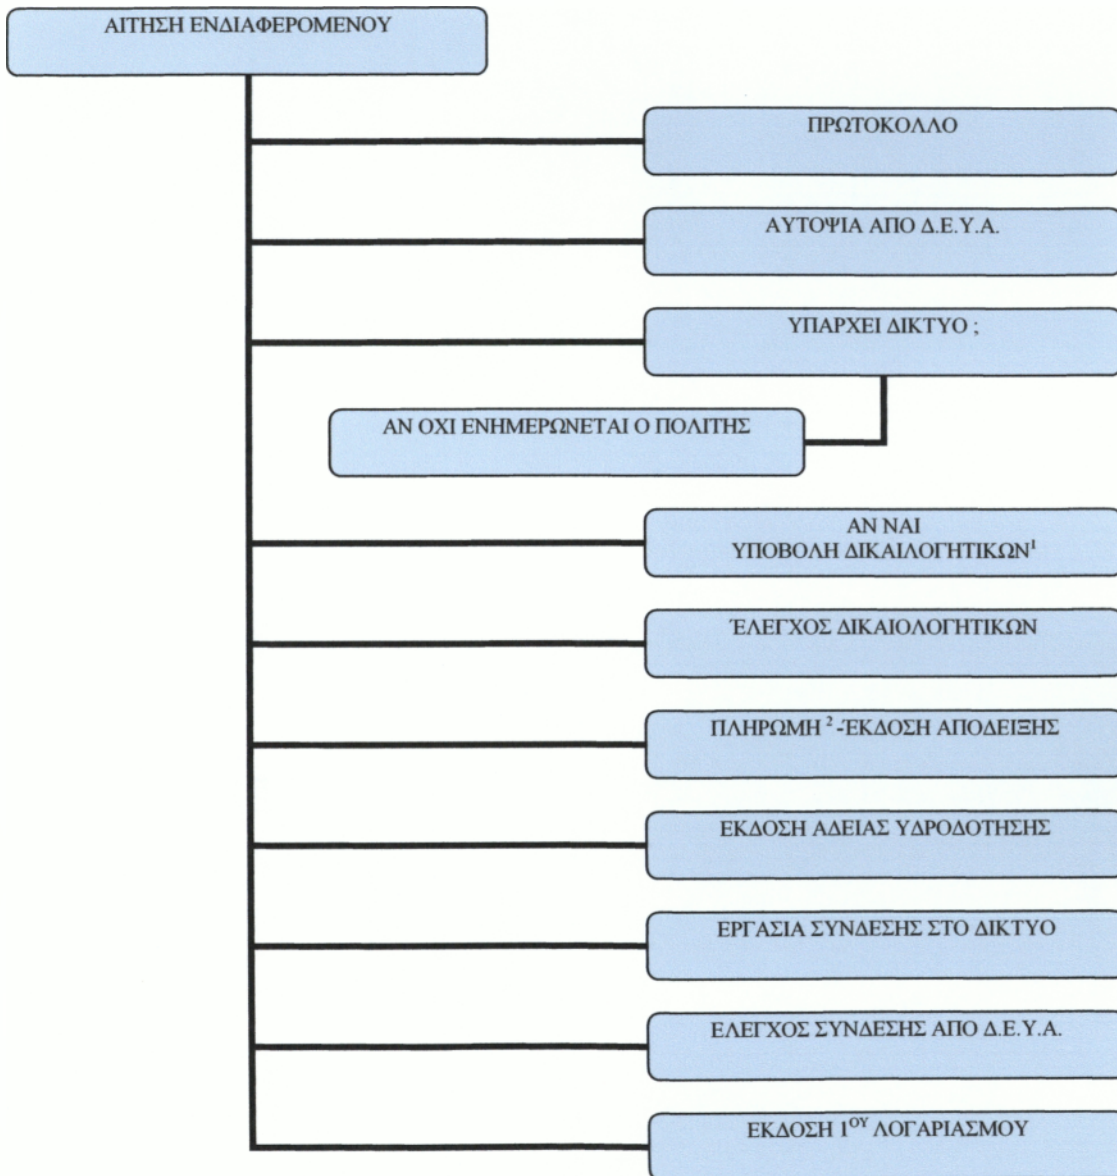 ΑΙΤΗΣΗ ΕΝΔΙΑΦΕΡΟΜΕΝΟΥ
ΠΡΩΤΟΚΟΛΛΟ
ΑΥΤΟΨΙΑ ΑΠΟ Δ.Ε.Υ.Α.
ΥΠΑΡΧΕΙ ΔΙΚΤΥΟ ;
ΑΝ ΟΧΙ ΕΝΗΜΕΡΩΝΕΤΑΙ Ο ΠΟΛΙΤΗΣ
ΑΝ ΝΑΙ
ΥΠΟΒΟΛΗ ΔΙΚΑΙΛΟΓΗΤΙΚΩΝ¹
ΈΛΕΓΧΟΣ ΔΙΚΑΙΟΛΟΓΗΤΙΚΩΝ
ΠΛΗΡΩΜΗ ² -ΈΚΔΟΣΗ ΑΠΟΔΕΙΞΗΣ
ΕΚΔΟΣΗ ΑΔΕΙΑΣ ΥΔΡΟΔΟΤΗΣΗΣ
ΕΡΓΑΣΙΑ ΣΥΝΔΕΣΗΣ ΣΤΟ ΔΙΚΤΥΟ
ΕΛΕΓΧΟΣ ΣΥΝΔΕΣΗΣ ΑΠΟ Δ.Ε.Υ.Α.
ΕΚΔΟΣΗ 1ᴼΥ ΛΟΓΑΡΙΑΣΜΟΥ